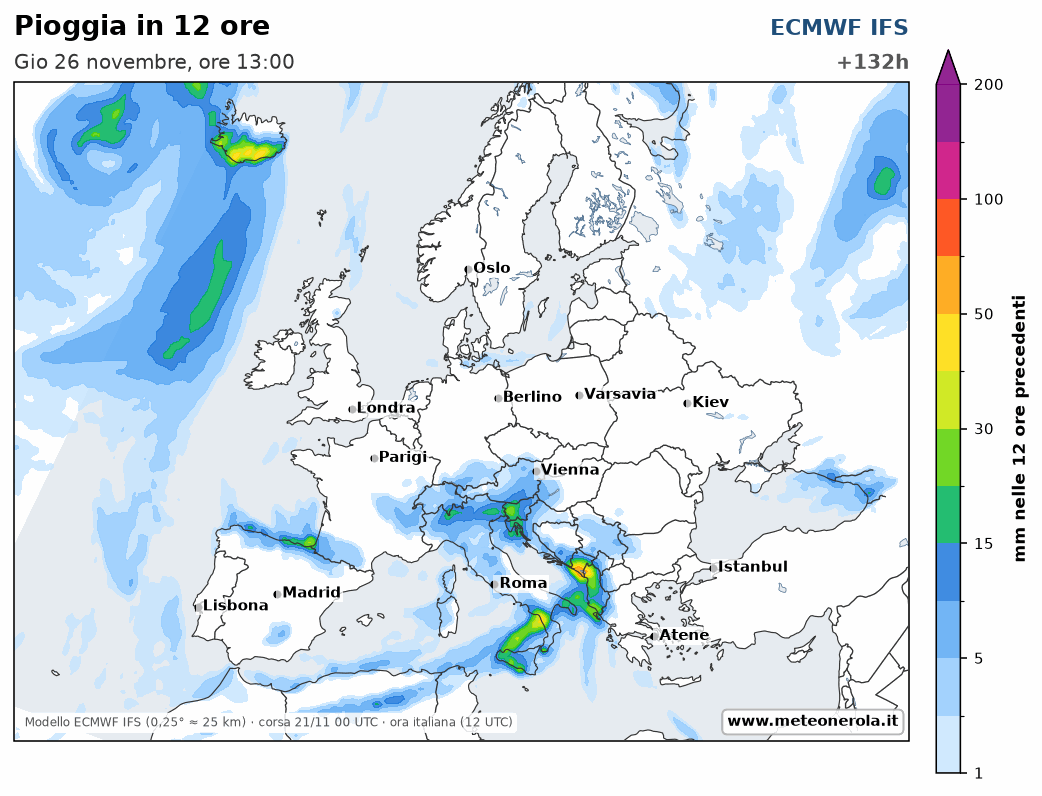 Pioggia in 12 ore
ECMWF IFS
Gio 26 novembre, ore 13:00
+132h
200
100
50
30
15
5
1
mm nelle 12 ore precedenti
Oslo
Londra
Berlino
Varsavia
Kiev
Parigi
Vienna
Istanbul
Roma
Madrid
Lisbona
Atene
Modello ECMWF IFS (0,25° ≈ 25 km) · corsa 21/11 00 UTC · ora italiana (12 UTC)
www.meteonerola.it